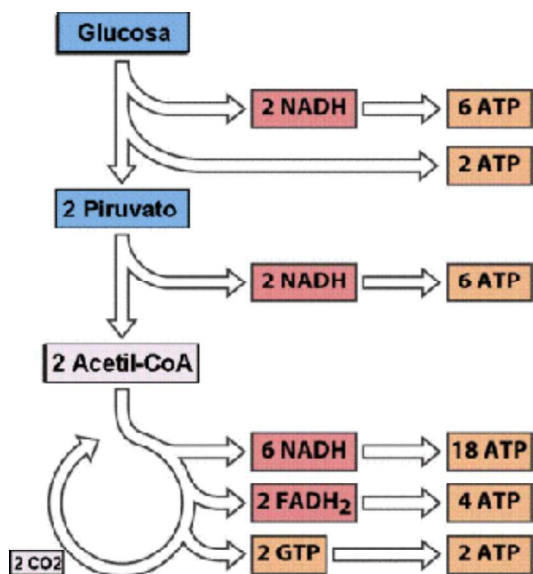 Glucosa
2 NADH
6 ATP
2 ATP
2 Piruvato
2 NADH
6 ATP
2 Acetil-CoA
6 NADH
18 ATP
2 FADH₂
4 ATP
2 CO2
2 GTP
2 ATP